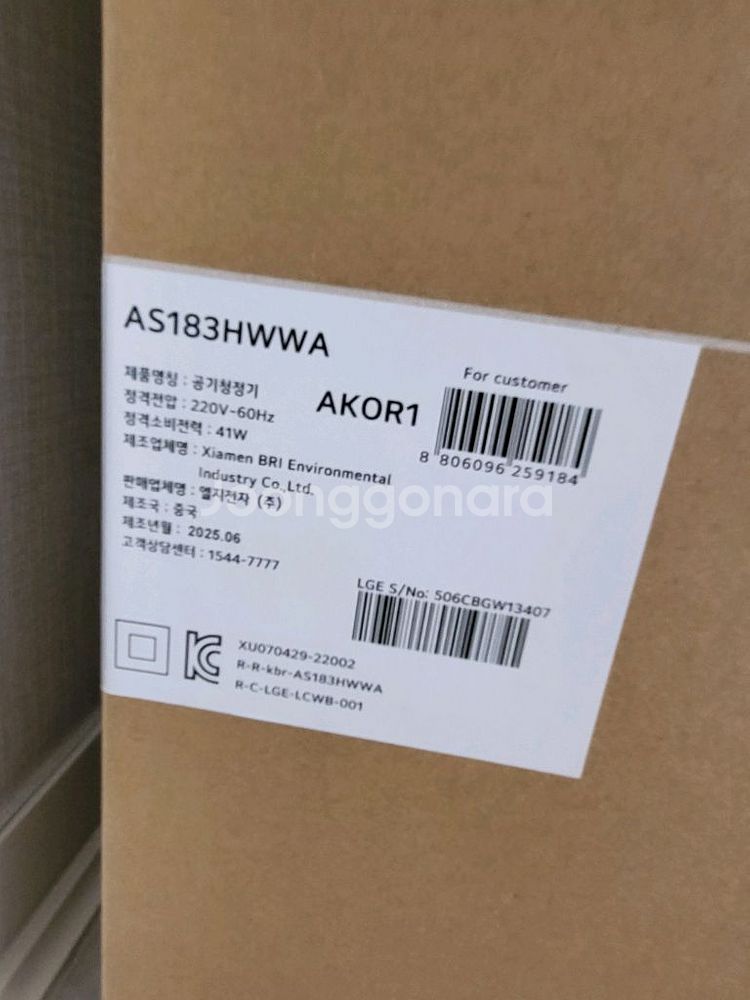 AS183HWWA
제품명칭 : 공기청정기
정격전압 : 220V~60Hz
정격소비전력 : 41W
제조업체명 : Xiamen BRI Environmental
Industry Co.,Ltd.
판매업체명 : 엘지전자 (주)
제조국 : 중국
제조년월 : 2025.06
고객상담센터 : 1544-7777
AKOR1
For customer
8 806096 259184
joonggonara
LGE S/No: 506CBGW13407
XU070429-22002
R-R-kbr-AS183HWWA
R-C-LGE-LCWB-001